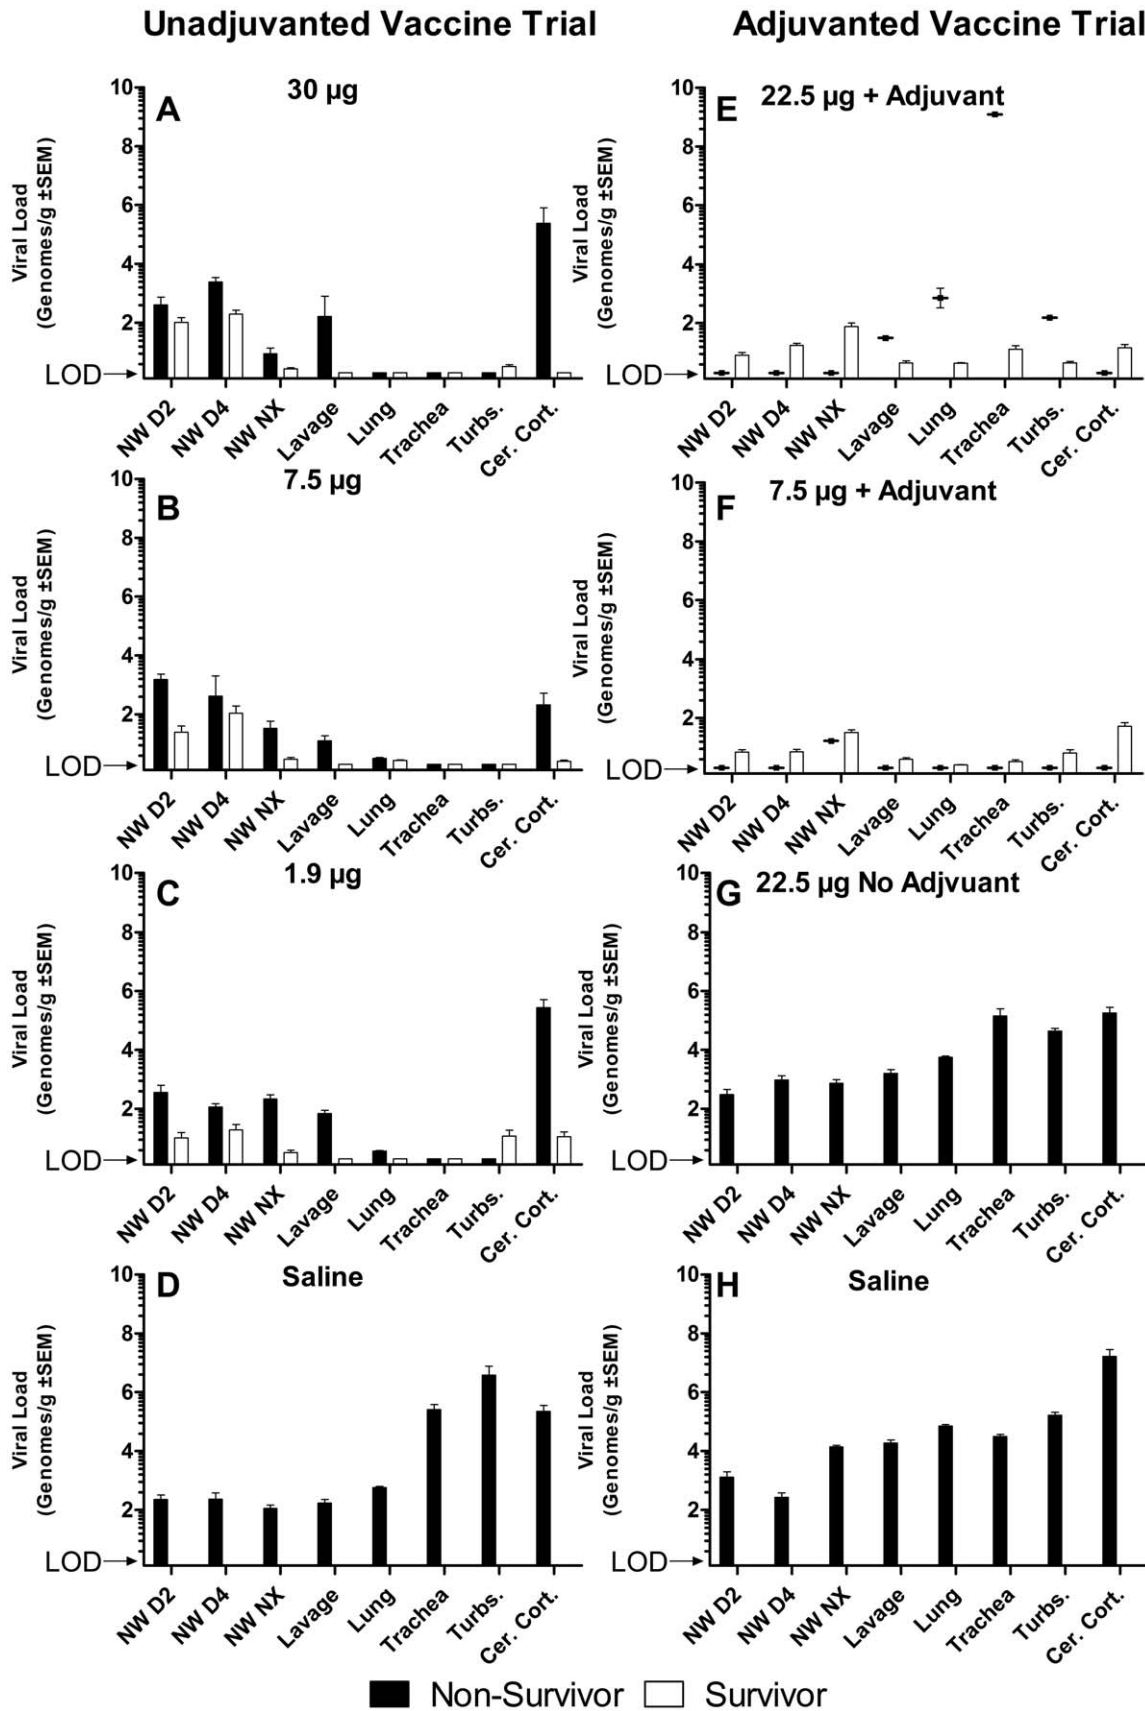 Unadjuvanted Vaccine Trial
Adjuvanted Vaccine Trial
A
30 µg
Viral Load
(Genomes/g ±SEM)
10
8
6
4
2
LOD
NW D2
NW D4
NW NX
Lavage
Lung
Trachea
Turbs.
Cer. Cort.
E
22.5 µg + Adjuvant
Viral Load
(Genomes/g ±SEM)
10
8
6
4
2
LOD
NW D2
NW D4
NW NX
Lavage
Lung
Trachea
Turbs.
Cer. Cort.
B
7.5 µg
Viral Load
(Genomes/g ±SEM)
10
8
6
4
2
LOD
NW D2
NW D4
NW NX
Lavage
Lung
Trachea
Turbs.
Cer. Cort.
F
7.5 µg + Adjuvant
Viral Load
(Genomes/g ±SEM)
10
8
6
4
2
LOD
NW D2
NW D4
NW NX
Lavage
Lung
Trachea
Turbs.
Cer. Cort.
C
1.9 µg
Viral Load
(Genomes/g ±SEM)
10
8
6
4
2
LOD
NW D2
NW D4
NW NX
Lavage
Lung
Trachea
Turbs.
Cer. Cort.
G
22.5 µg No Adjvuant
Viral Load
(Genomes/g ±SEM)
10
8
6
4
2
LOD
NW D2
NW D4
NW NX
Lavage
Lung
Trachea
Turbs.
Cer. Cort.
D
Saline
Viral Load
(Genomes/g ±SEM)
10
8
6
4
2
LOD
NW D2
NW D4
NW NX
Lavage
Lung
Trachea
Turbs.
Cer. Cort.
H
Saline
Viral Load
(Genomes/g ±SEM)
10
8
6
4
2
LOD
NW D2
NW D4
NW NX
Lavage
Lung
Trachea
Turbs.
Cer. Cort.
Non-Survivor
Survivor